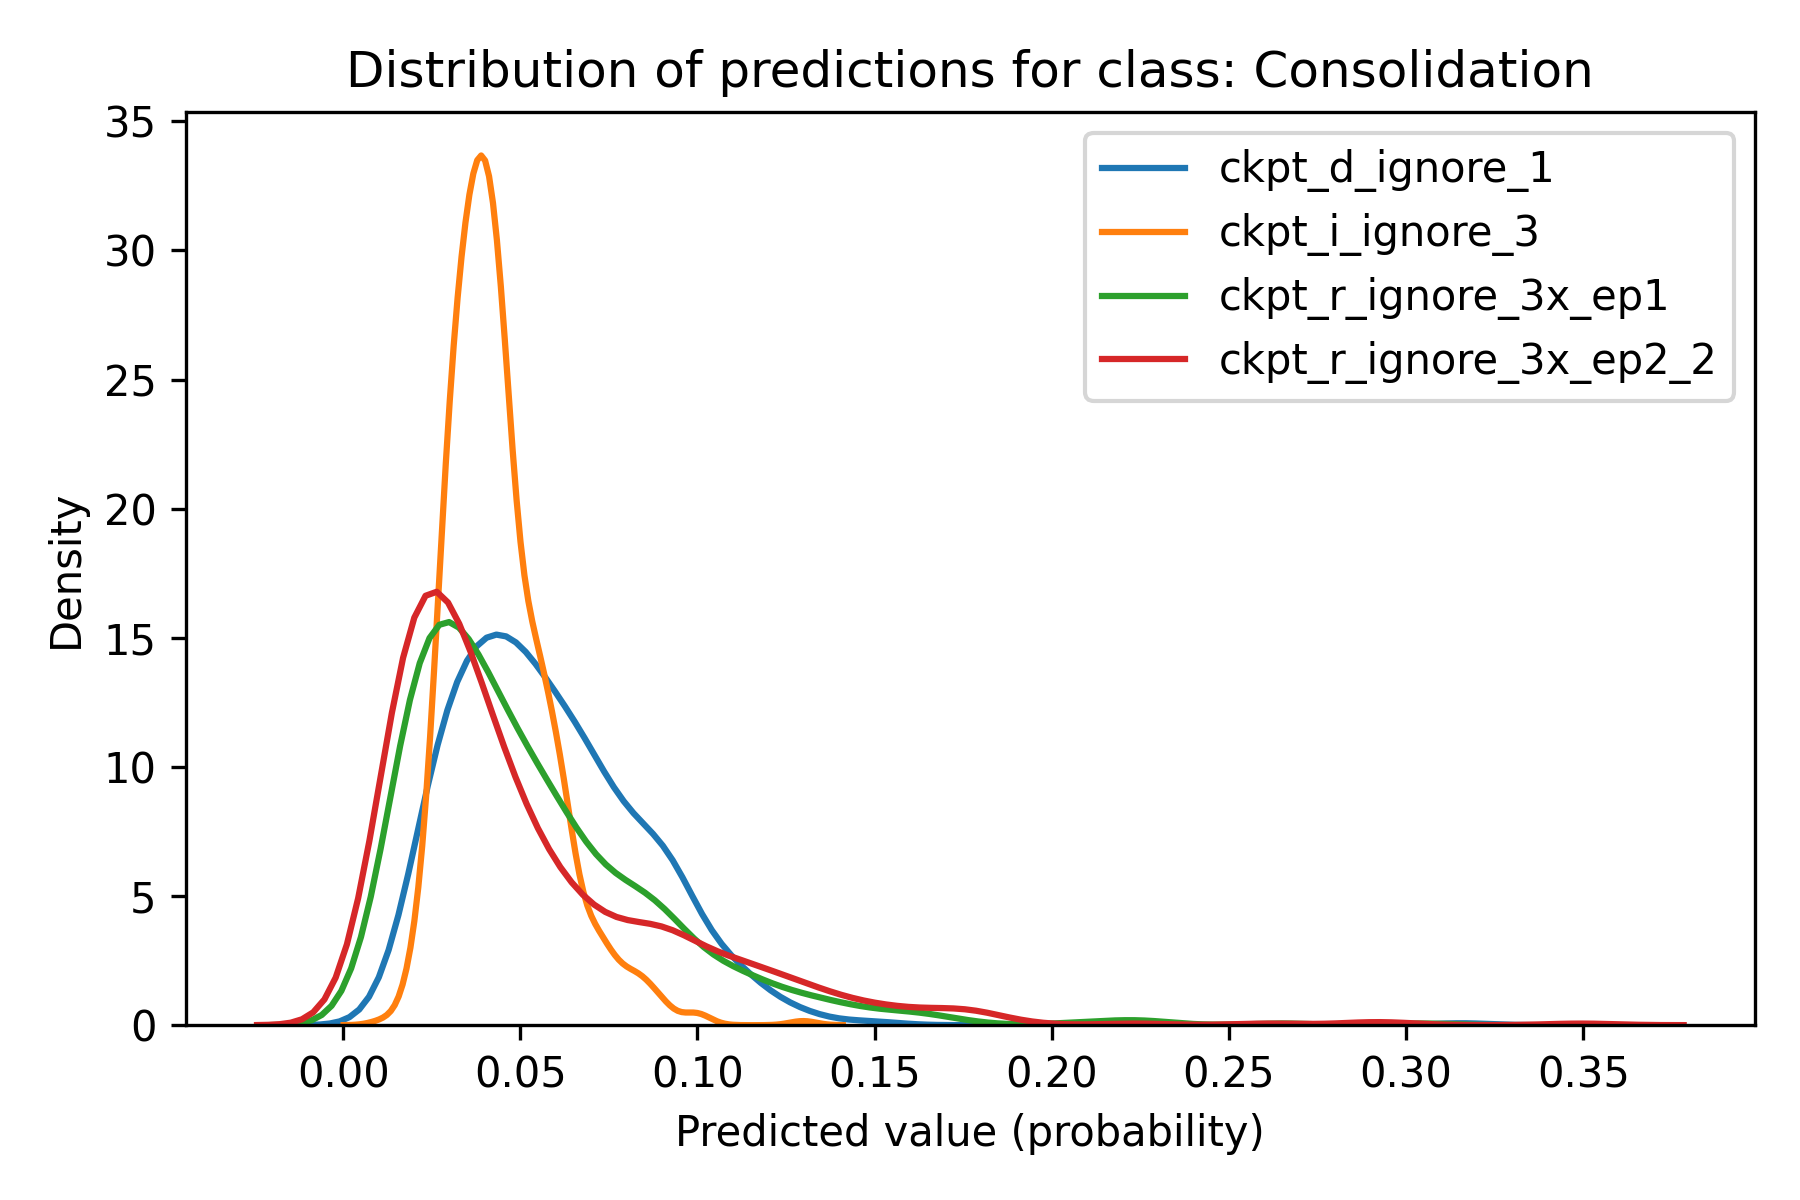 Distribution of predictions for class: Consolidation
35
30
25
20
15
10
5
0
Density
ckpt_d_ignore_1
ckpt_i_ignore_3
ckpt_r_ignore_3x_ep1
ckpt_r_ignore_3x_ep2_2
0.00 0.05 0.10 0.15 0.20 0.25 0.30 0.35
Predicted value (probability)